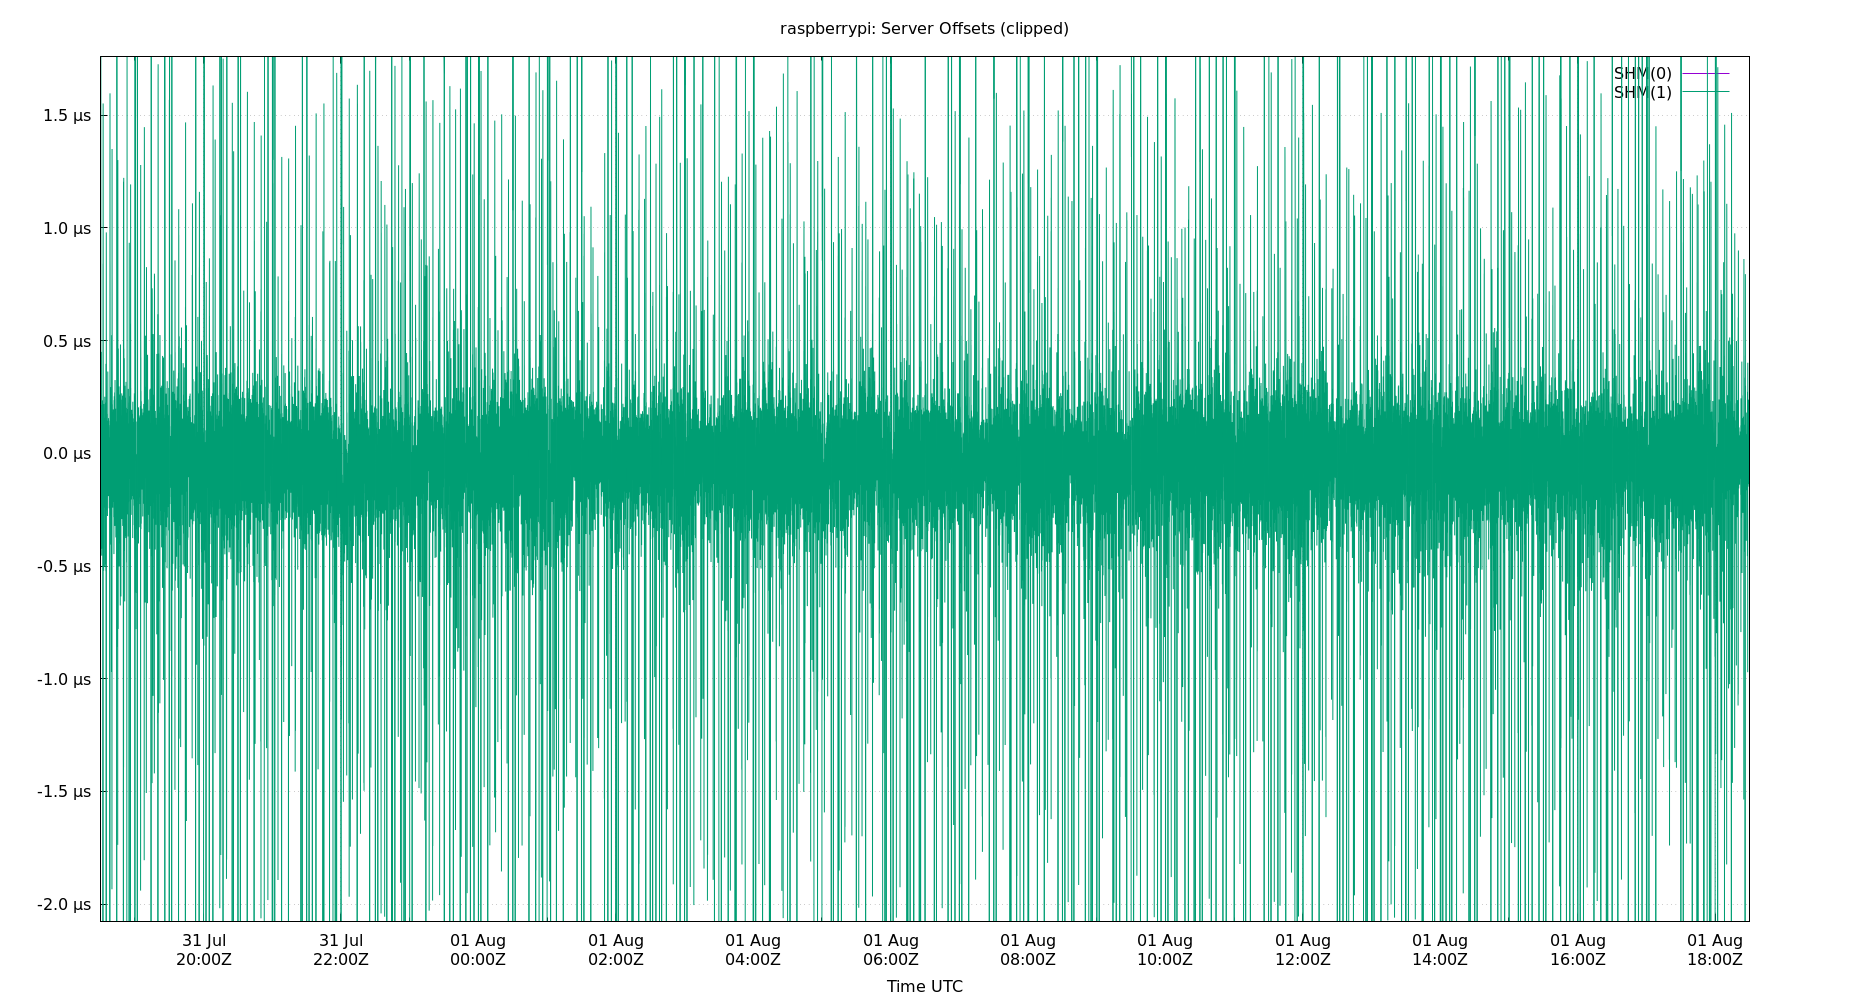 raspberrypi: Server Offsets (clipped)
SHM(0)
SHM(1)
1.5 µs
1.0 µs
0.5 µs
0.0 µs
-0.5 µs
-1.0 µs
-1.5 µs
-2.0 µs
31 Jul 31 Jul 01 Aug 01 Aug 01 Aug 01 Aug 01 Aug 01 Aug 01 Aug 01 Aug 01 Aug 01 Aug
20:00Z 22:00Z 00:00Z 02:00Z 04:00Z 06:00Z 08:00Z 10:00Z 12:00Z 14:00Z 16:00Z 18:00Z
Time UTC